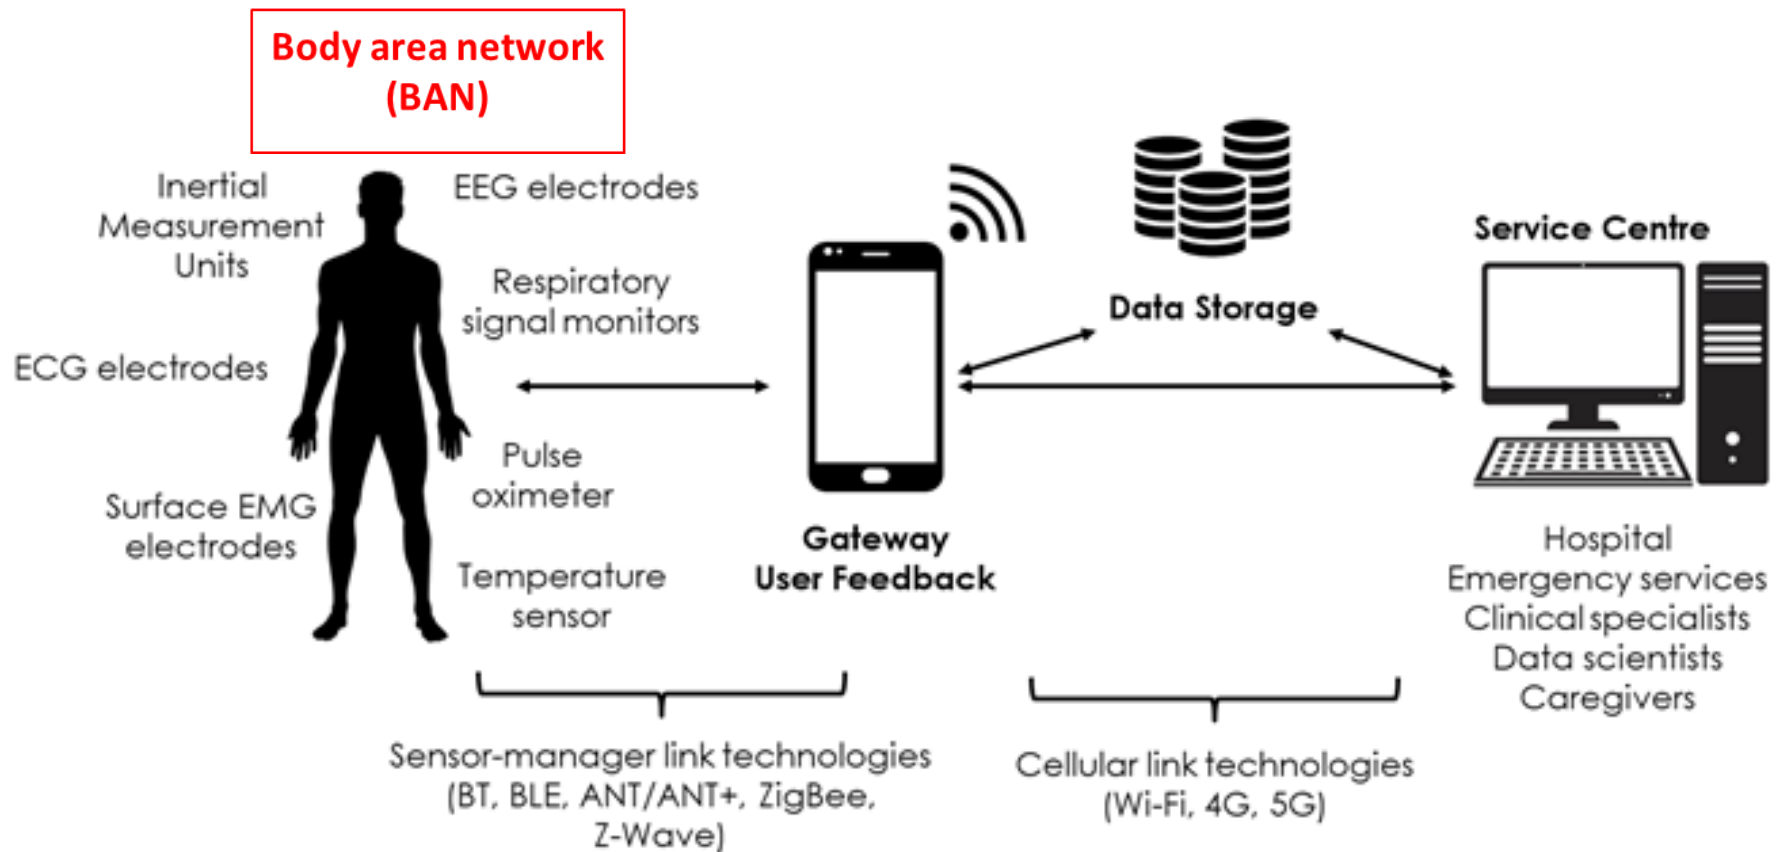 Body area network
(BAN)
Inertial
Measurement
Units
EEG electrodes
Respiratory
signal monitors
ECG electrodes
Pulse
oximeter
Surface EMG
electrodes
Temperature
sensor
Gateway
User Feedback
Data Storage
Service Centre
Hospital
Emergency services
Clinical specialists
Data scientists
Caregivers
Sensor-manager link technologies
(BT, BLE, ANT/ANT+, ZigBee,
Z-Wave)
Cellular link technologies
(Wi-Fi, 4G, 5G)